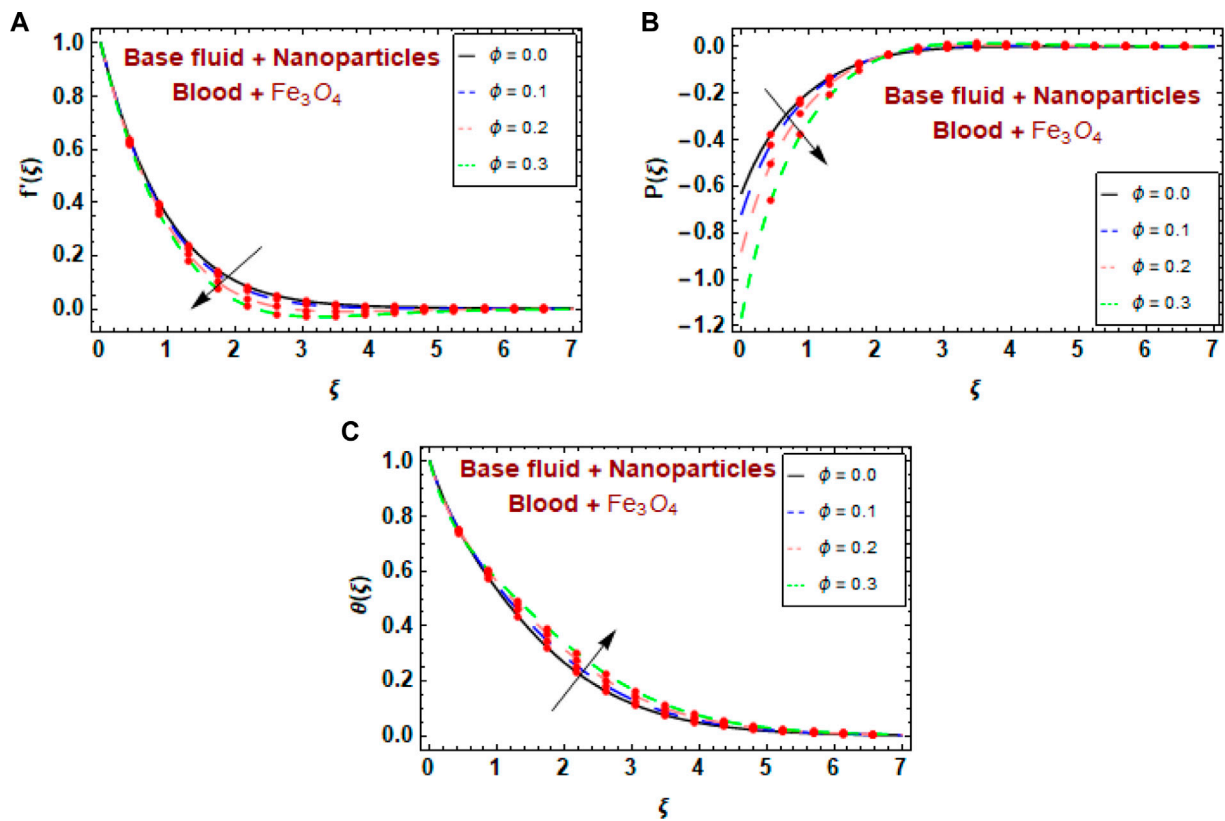 A
Base fluid + Nanoparticles
Blood + Fe₃O₄
ϕ = 0.0
ϕ = 0.1
ϕ = 0.2
ϕ = 0.3
1.0
0.8
0.6
0.4
0.2
0.0
f'(ξ)
0 1 2 3 4 5 6 7
ξ
B
Base fluid + Nanoparticles
Blood + Fe₃O₄
ϕ = 0.0
ϕ = 0.1
ϕ = 0.2
ϕ = 0.3
0.0
−0.2
−0.4
−0.6
−0.8
−1.0
−1.2
P(ξ)
0 1 2 3 4 5 6 7
ξ
C
Base fluid + Nanoparticles
Blood + Fe₃O₄
ϕ = 0.0
ϕ = 0.1
ϕ = 0.2
ϕ = 0.3
1.0
0.8
0.6
0.4
0.2
0.0
θ(ξ)
0 1 2 3 4 5 6 7
ξ